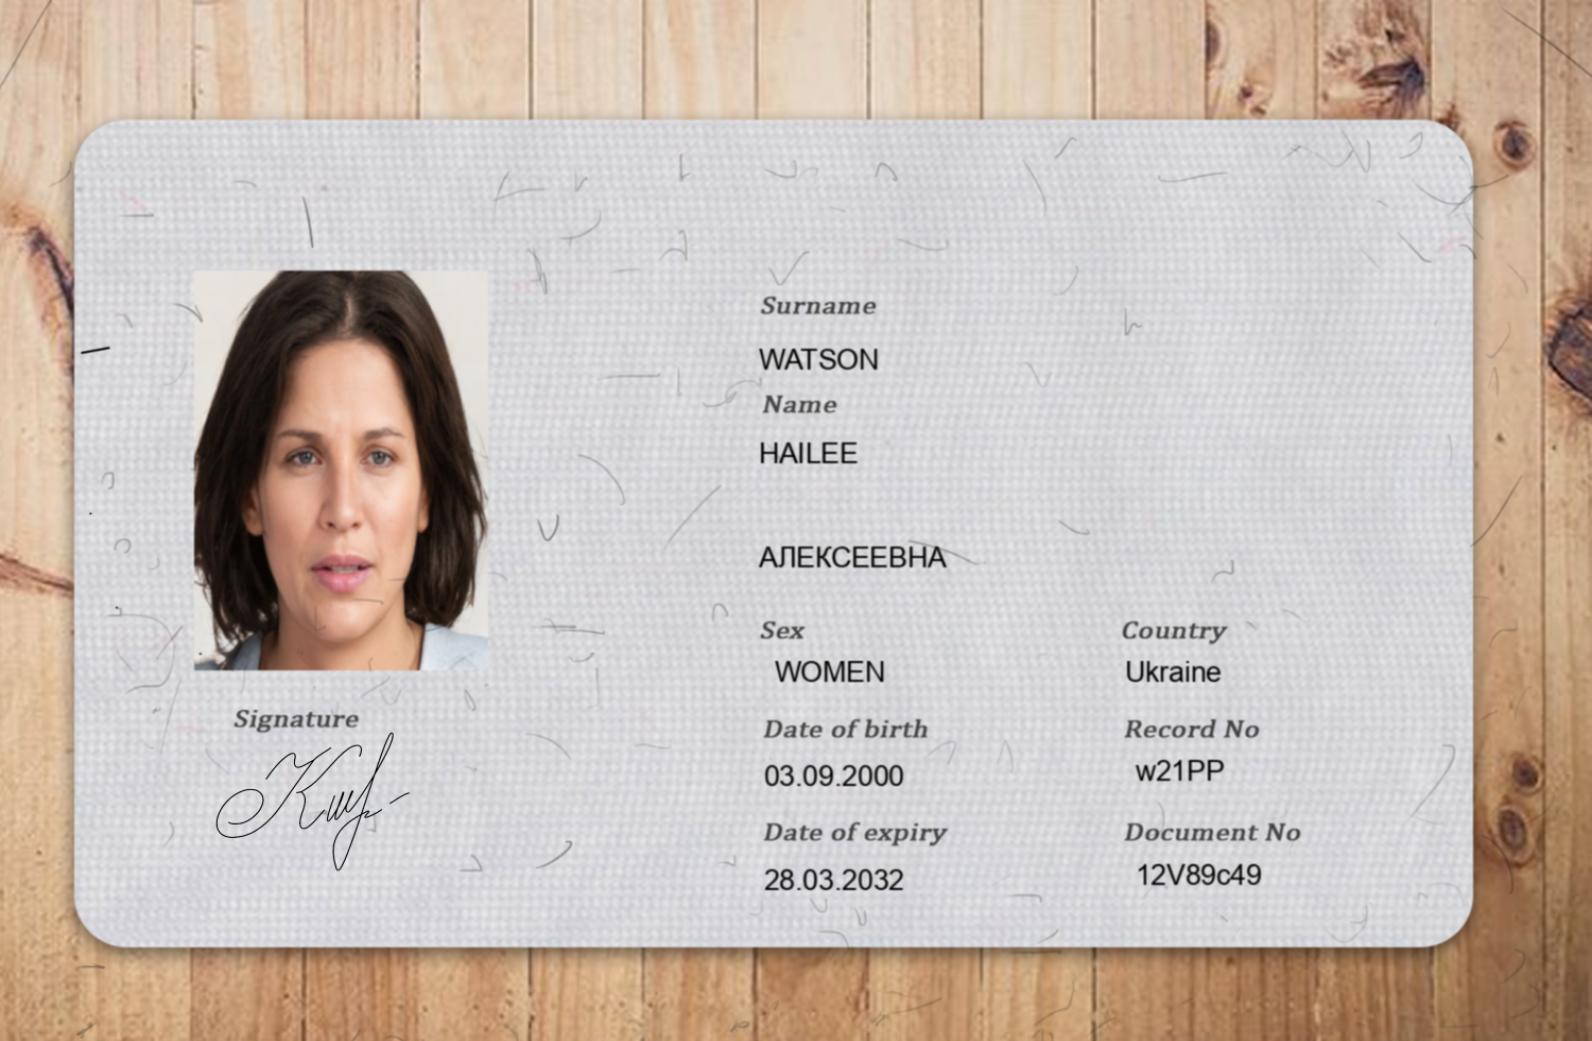 Surname
WATSON
Name
HAILEE
АЛЕКСЕЕВНА
Sex
Country
WOMEN
Ukraine
Date of birth
Record No
03.09.2000
w21PP
Date of expiry
Document No
28.03.2032
12V89c49
Signature